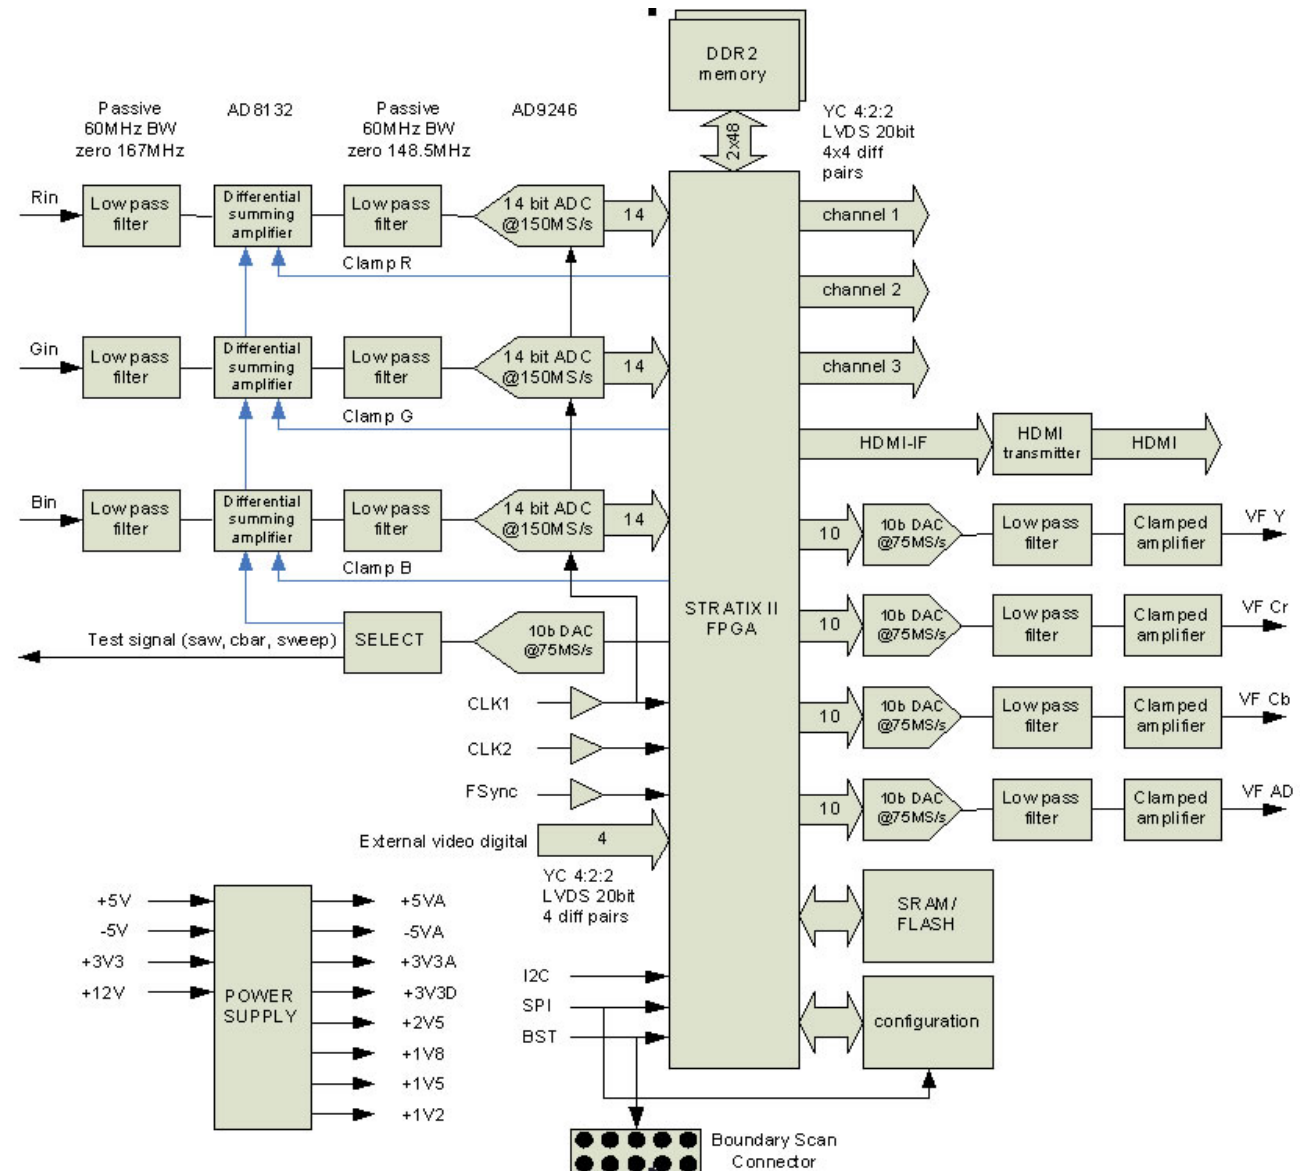 DDR2
memory
2x48
Passive
60MHz BW
zero 167MHz
AD8132
Passive
60MHz BW
zero 148.5MHz
AD9246
YC 4:2:2
LVDS 20bit
4x4 diff
pairs
Rin
Low pass
filter
Differential
summing
amplifier
Low pass
filter
14 bit ADC
@150MS/s
14
channel 1
Clamp R
channel 2
Gin
Low pass
filter
Differential
summing
amplifier
Low pass
filter
14 bit ADC
@150MS/s
14
channel 3
Clamp G
HDMI-IF
HDMI
transmitter
HDMI
Bin
Low pass
filter
Differential
summing
amplifier
Low pass
filter
14 bit ADC
@150MS/s
14
10
10b DAC
@75MS/s
Low pass
filter
Clamped
amplifier
VF Y
Clamp B
STRATIX II
FPGA
Test signal (saw, cbar, sweep)
SELECT
10b DAC
@75MS/s
10
10b DAC
@75MS/s
Low pass
filter
Clamped
amplifier
VF Cr
CLK1
10
10b DAC
@75MS/s
Low pass
filter
Clamped
amplifier
VF Cb
CLK2
FSync
10
10b DAC
@75MS/s
Low pass
filter
Clamped
amplifier
VF AD
External video digital
4
YC 4:2:2
LVDS 20bit
4 diff pairs
SRAM/
FLASH
+5V
-5V
+3V3
+12V
POWER
SUPPLY
+5VA
-5VA
+3V3A
+3V3D
+2V5
+1V8
+1V5
+1V2
I2C
SPI
BST
configuration
Boundary Scan
Connector